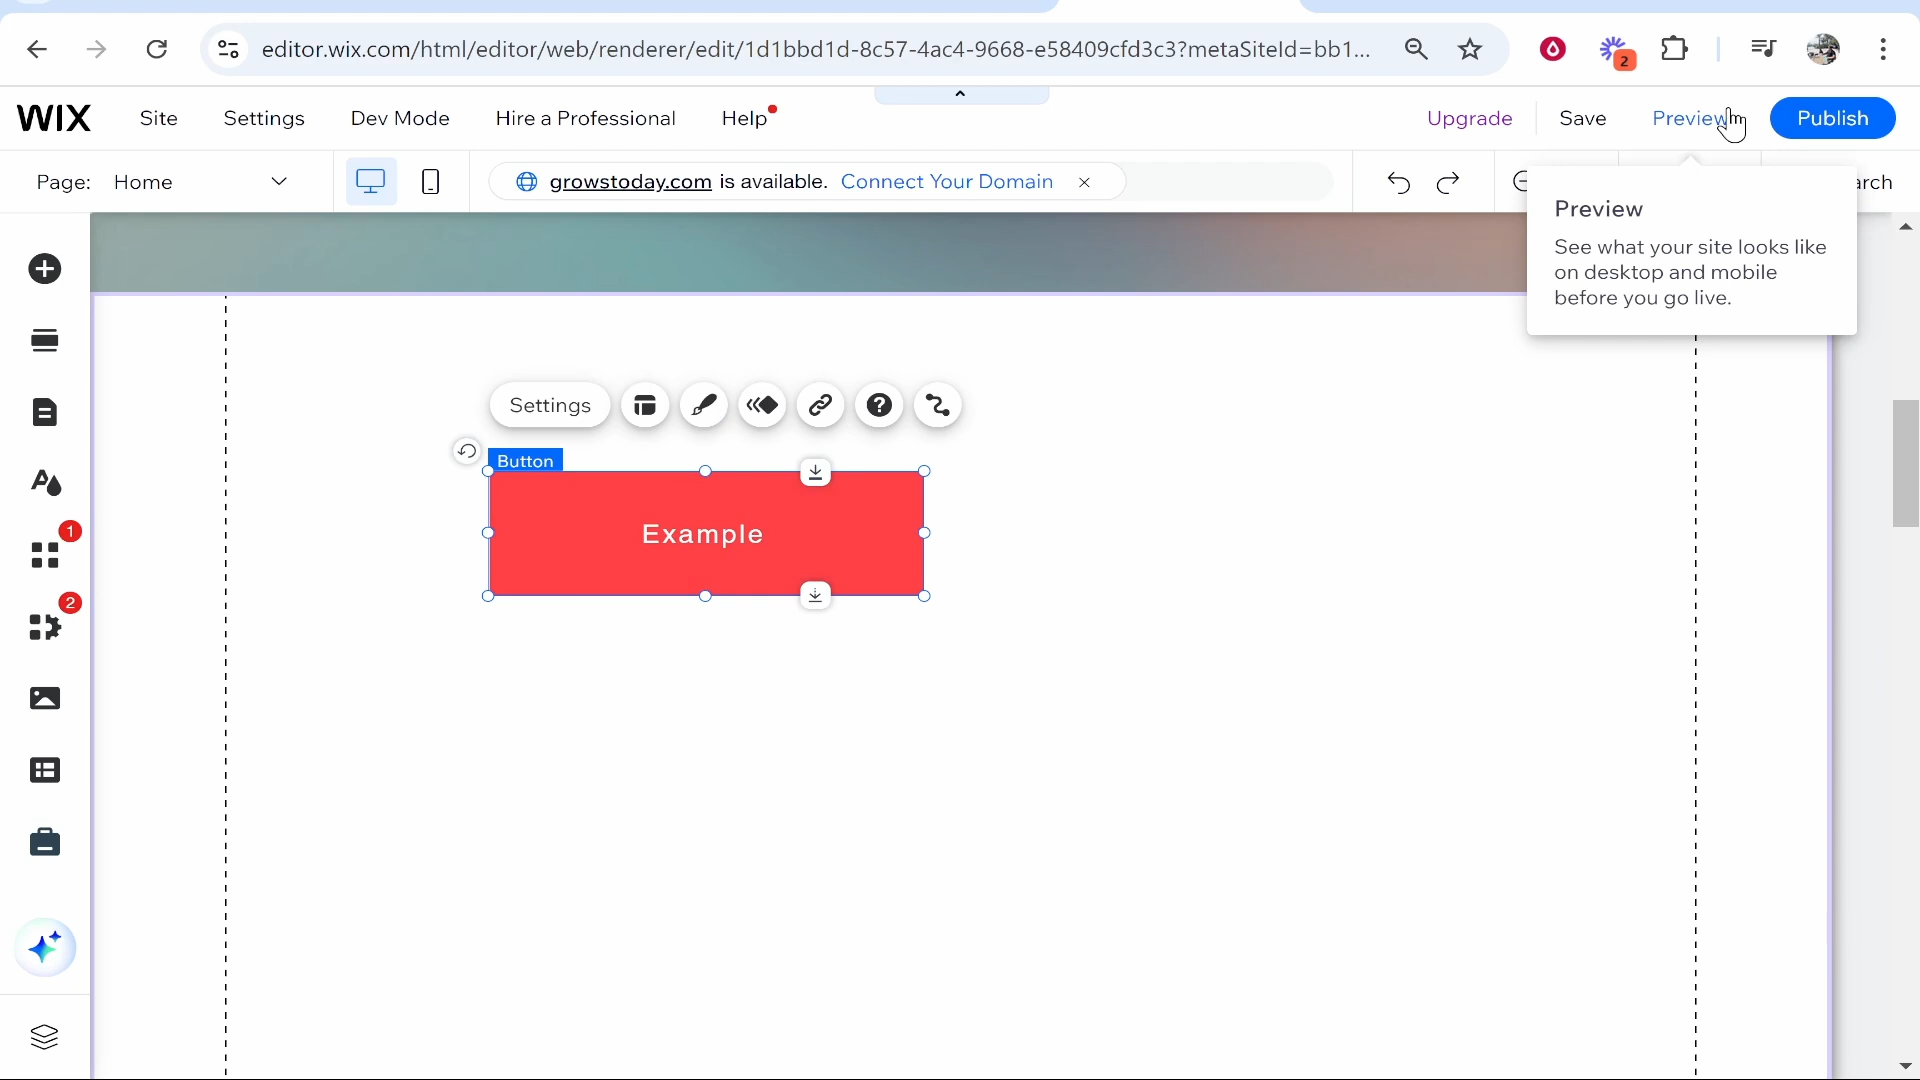 editor.wix.com/html/editor/web/renderer/edit/1d1bbd1d-8c57-4ac4-9668-e58409cfd3c3?metaSiteId=bb1...
2
WIX
Site
Settings
Dev Mode
Hire a Professional
Help
Upgrade
Save
Preview
Publish
Page: Home
growstoday.com is available. Connect Your Domain
Preview
See what your site looks like
on desktop and mobile
before you go live.
Settings
Button
Example
1
2